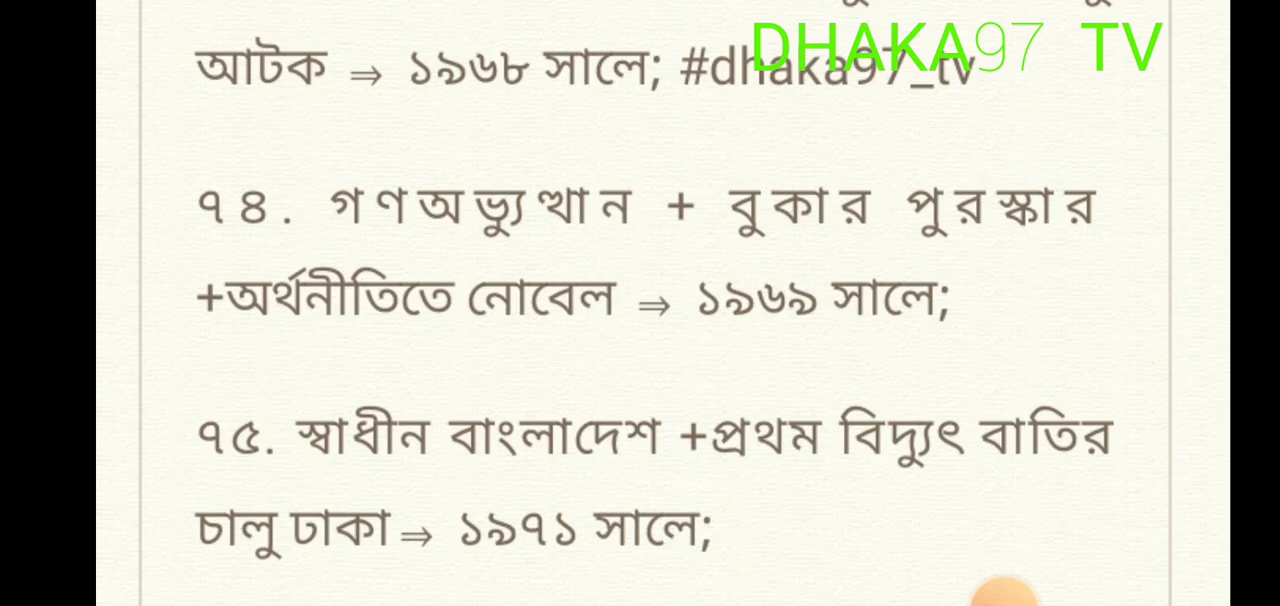 আটক ⇒ ১৯৬৮ সালে; #dhaka97_tv
DHAKA97 TV
৭৪. গণঅভ্যুত্থান + বুকার পুরস্কার
+অর্থনীতিতে নোবেল ⇒ ১৯৬৯ সালে;
৭৫. স্বাধীন বাংলাদেশ +প্রথম বিদ্যুৎ বাতির
চালু ঢাকা⇒ ১৯৭১ সালে;